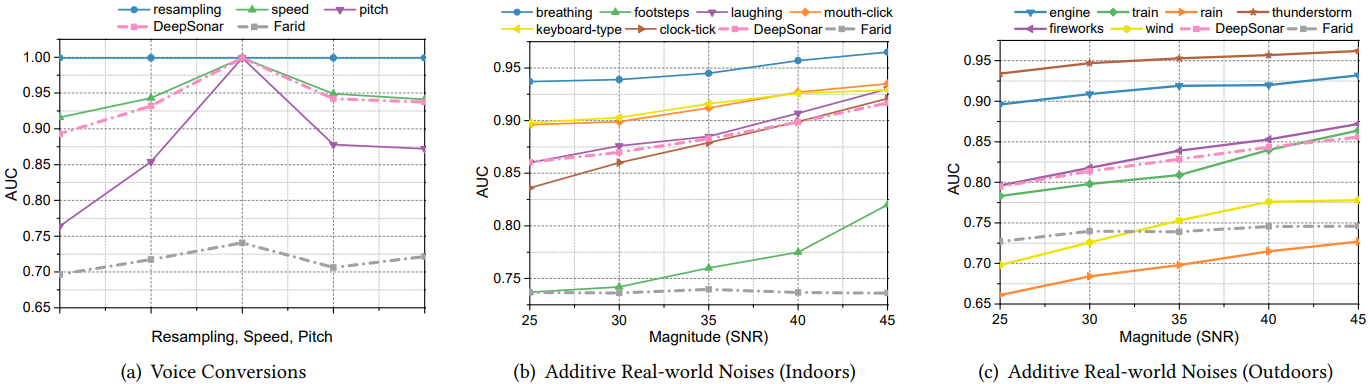 resampling speed pitch
DeepSonar Farid
1.00
0.95
0.90
0.85
0.80
0.75
0.70
0.65
AUC
Resampling, Speed, Pitch
(a) Voice Conversions
breathing footsteps laughing mouth-click
keyboard-type clock-tick DeepSonar Farid
0.95
0.90
0.85
0.80
0.75
AUC
25 30 35 40 45
Magnitude (SNR)
(b) Additive Real-world Noises (Indoors)
engine train rain thunderstorm
fireworks wind DeepSonar Farid
0.95
0.90
0.85
0.80
0.75
0.70
0.65
AUC
25 30 35 40 45
Magnitude (SNR)
(c) Additive Real-world Noises (Outdoors)